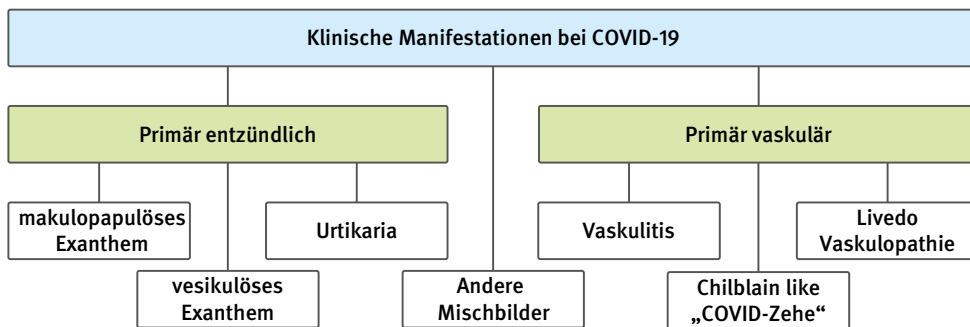 Klinische Manifestationen bei COVID-19
Primär entzündlich
Primär vaskulär
makulopapulöses
Exanthem
Urtikaria
Vaskulitis
Livedo
Vaskulopathie
vesikulöses
Exanthem
Andere
Mischbilder
Chilblain like
„COVID-Zehe“